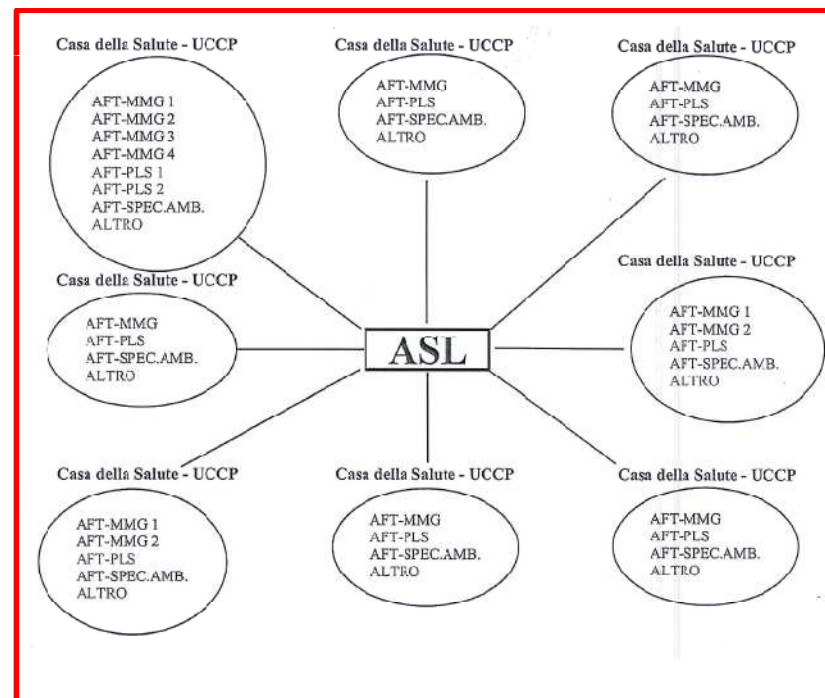 Casa della Salute - UCCP
AFT-MMG 1
AFT-MMG 2
AFT-MMG 3
AFT-MMG 4
AFT-PLS 1
AFT-PLS 2
AFT-SPEC.AMB.
ALTRO
Casa della Salute - UCCP
AFT-MMG
AFT-PLS
AFT-SPEC.AMB.
ALTRO
Casa della Salute - UCCP
AFT-MMG
AFT-PLS
AFT-SPEC.AMB.
ALTRO
Casa della Salute - UCCP
AFT-MMG
AFT-PLS
AFT-SPEC.AMB.
ALTRO
ASL
Casa della Salute - UCCP
AFT-MMG 1
AFT-MMG 2
AFT-PLS
AFT-SPEC.AMB.
ALTRO
Casa della Salute - UCCP
AFT-MMG 1
AFT-MMG 2
AFT-PLS
AFT-SPEC.AMB.
ALTRO
Casa della Salute - UCCP
AFT-MMG
AFT-PLS
AFT-SPEC.AMB.
ALTRO
Casa della Salute - UCCP
AFT-MMG
AFT-PLS
AFT-SPEC.AMB.
ALTRO